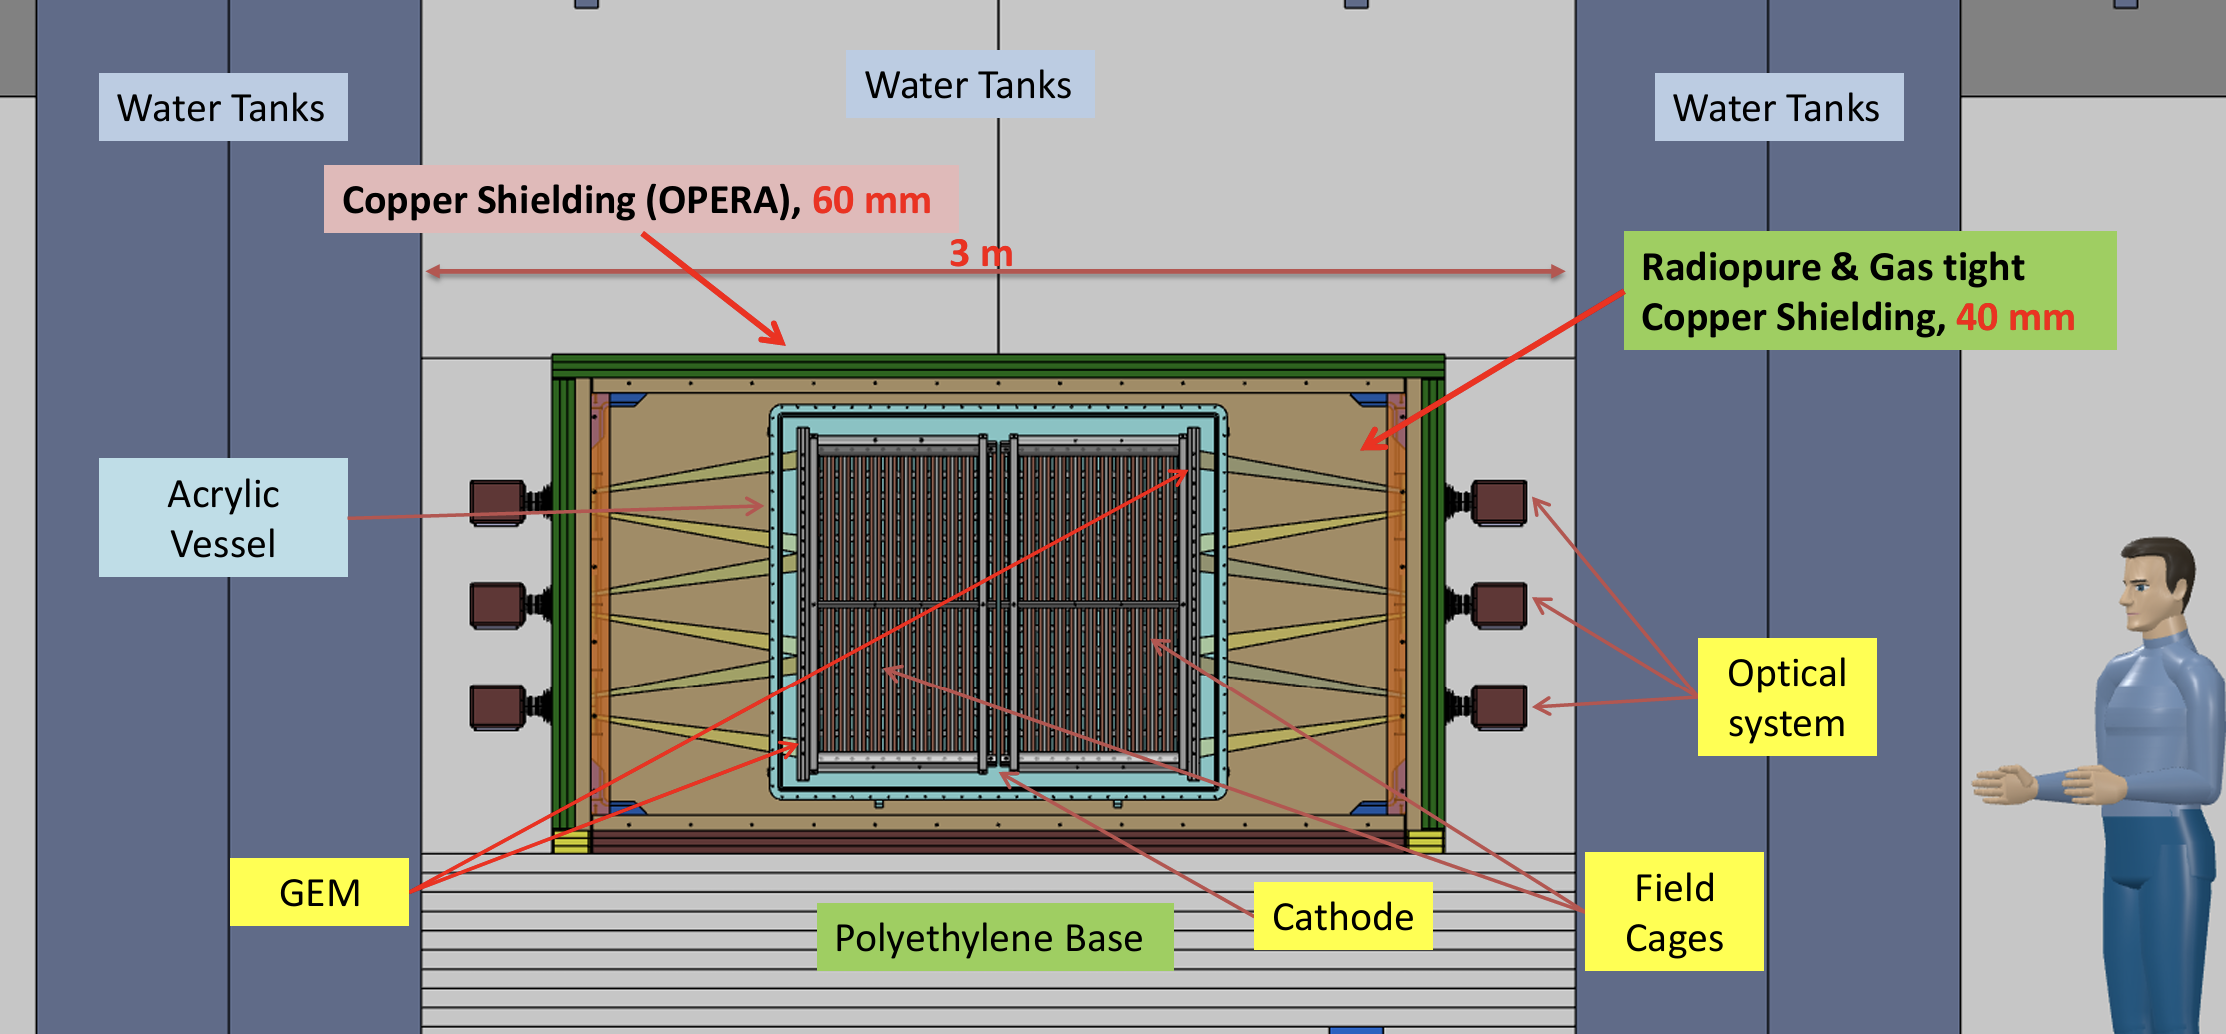 Water Tanks
Water Tanks
Water Tanks
Copper Shielding (OPERA), 60 mm
3 m
Radiopure & Gas tight
Copper Shielding, 40 mm
Acrylic
Vessel
Optical
system
GEM
Polyethylene Base
Cathode
Field
Cages